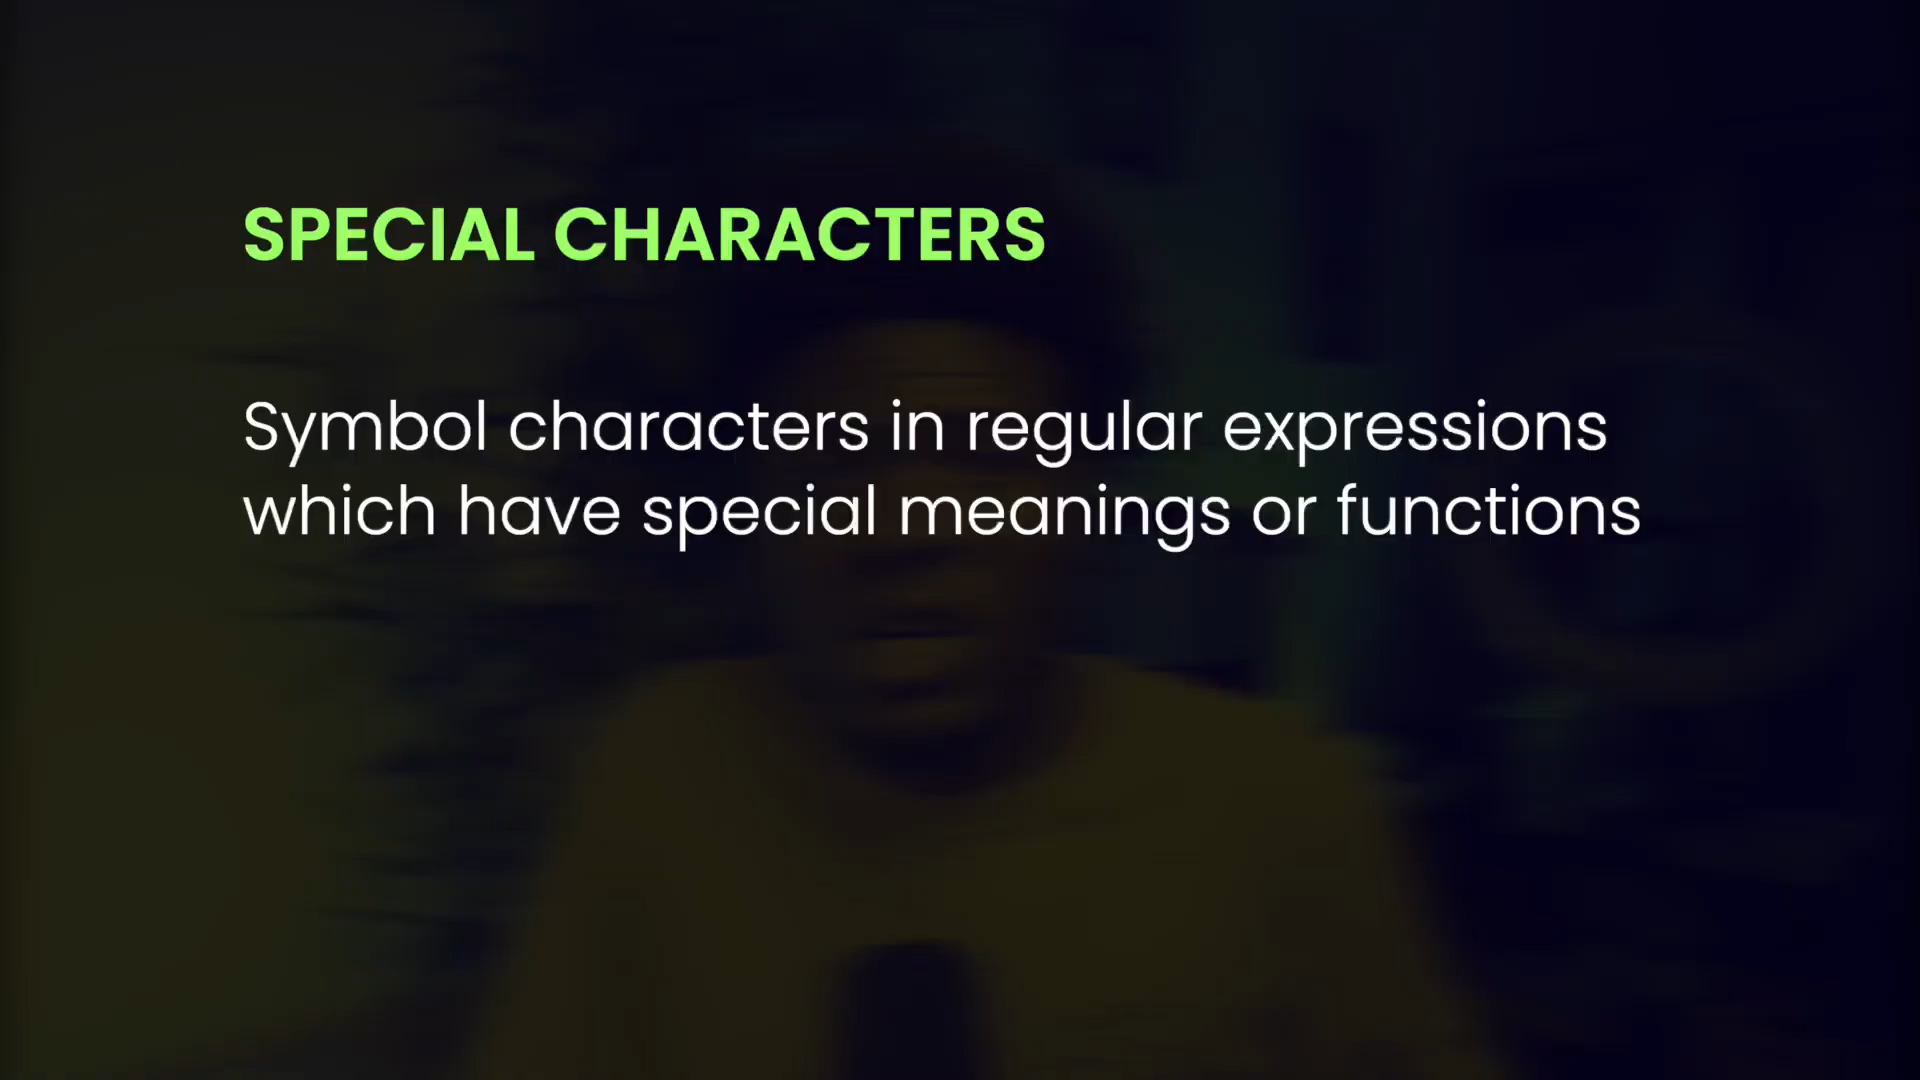 SPECIAL CHARACTERS
Symbol characters in regular expressions
which have special meanings or functions